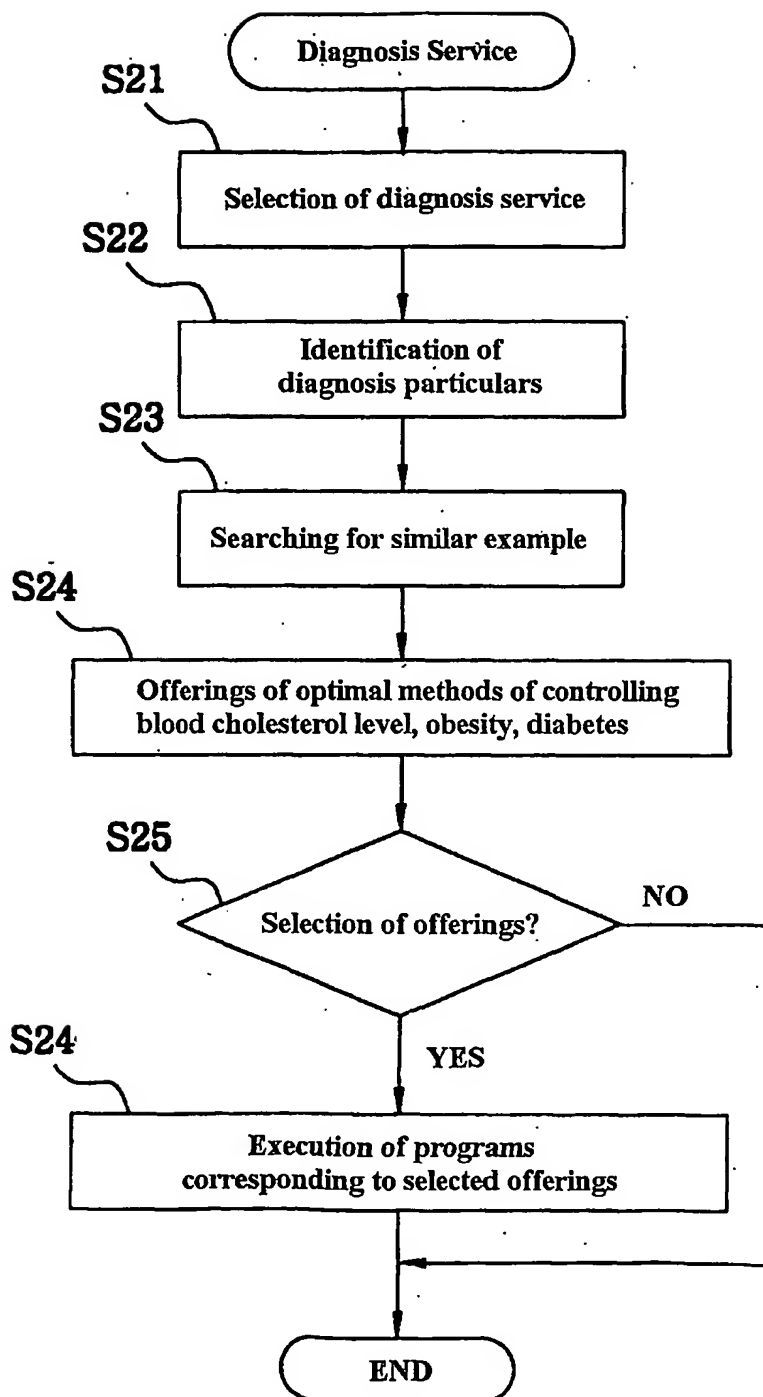 Diagnosis Service
S21
Selection of diagnosis service
S22
Identification of
diagnosis particulars
S23
Searching for similar example
S24
Offerings of optimal methods of controlling
blood cholesterol level, obesity, diabetes
S25
Selection of offerings?
NO
YES
S24
Execution of programs
corresponding to selected offerings
END